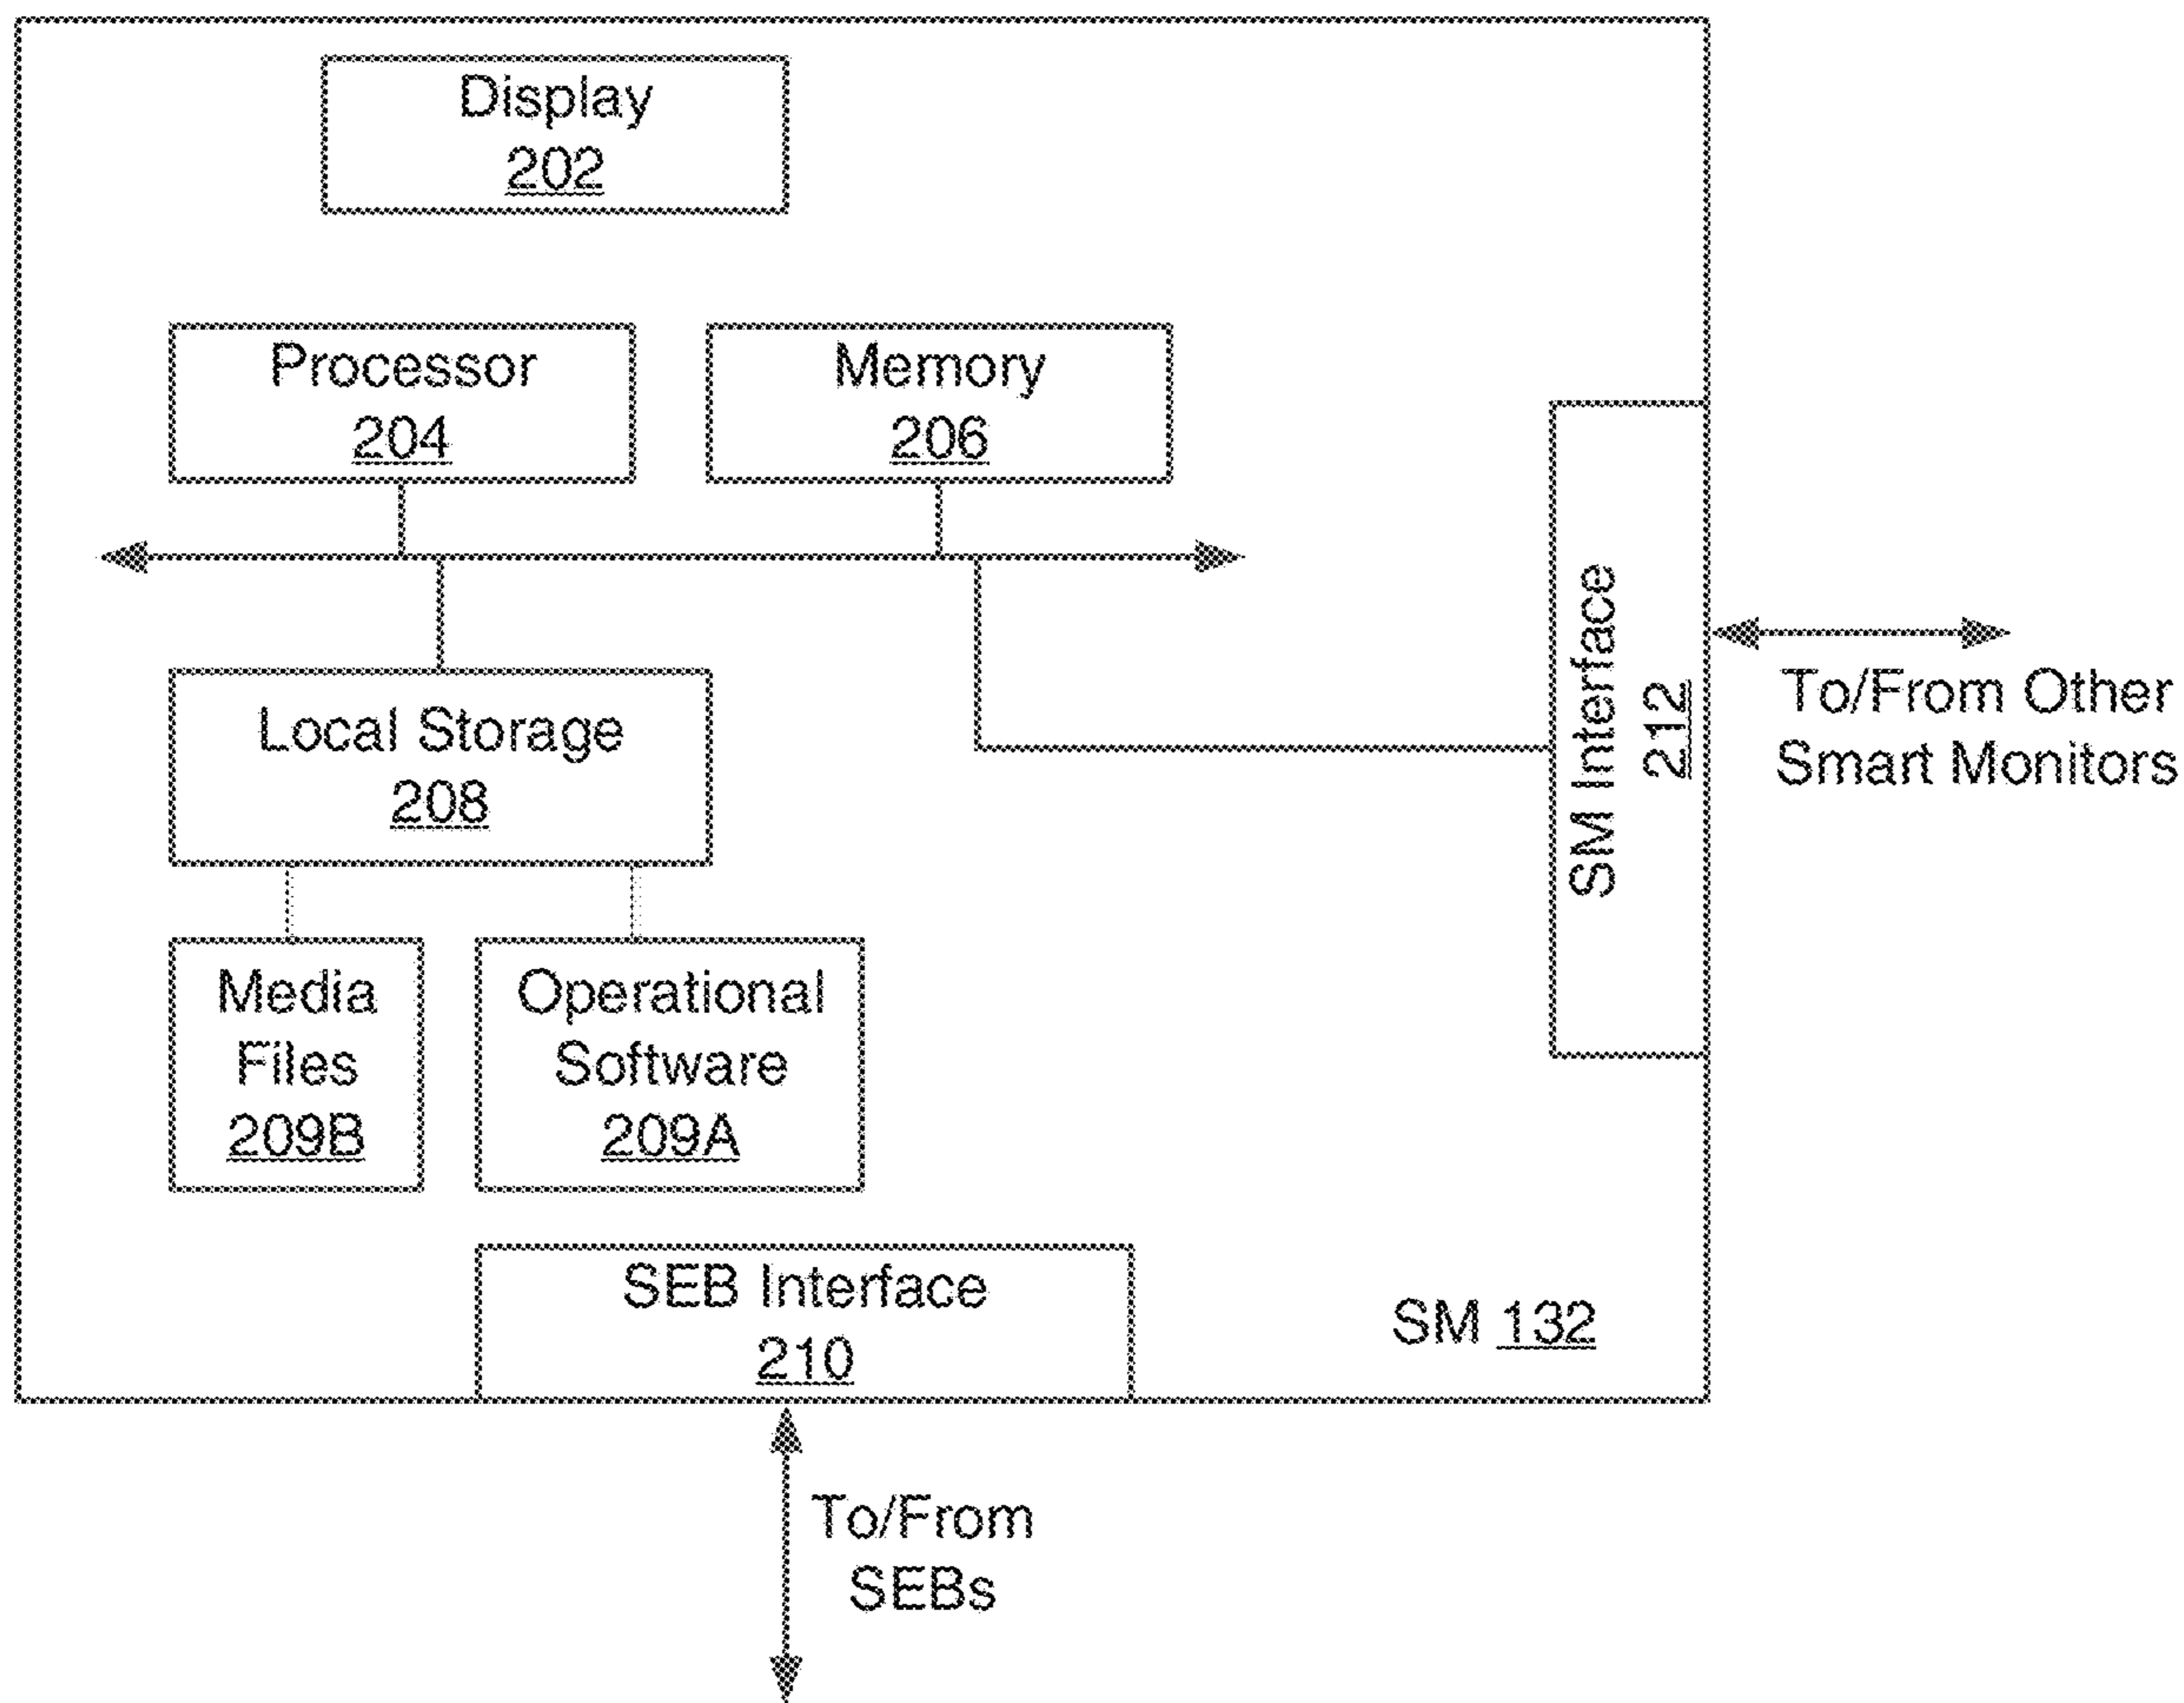 Display
202
Processor
204
Memory
206
SM Interface
212
To/From Other
Smart Monitors
Local Storage
208
Media
Files
209B
Operational
Software
209A
SEB Interface
210
SM 132
To/From
SEBs